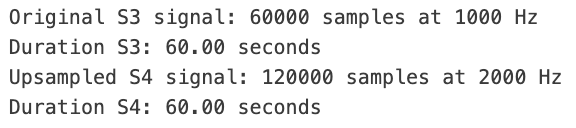 Original S3 signal: 60000 samples at 1000 Hz
Duration S3: 60.00 seconds
Upsampled S4 signal: 120000 samples at 2000 Hz
Duration S4: 60.00 seconds